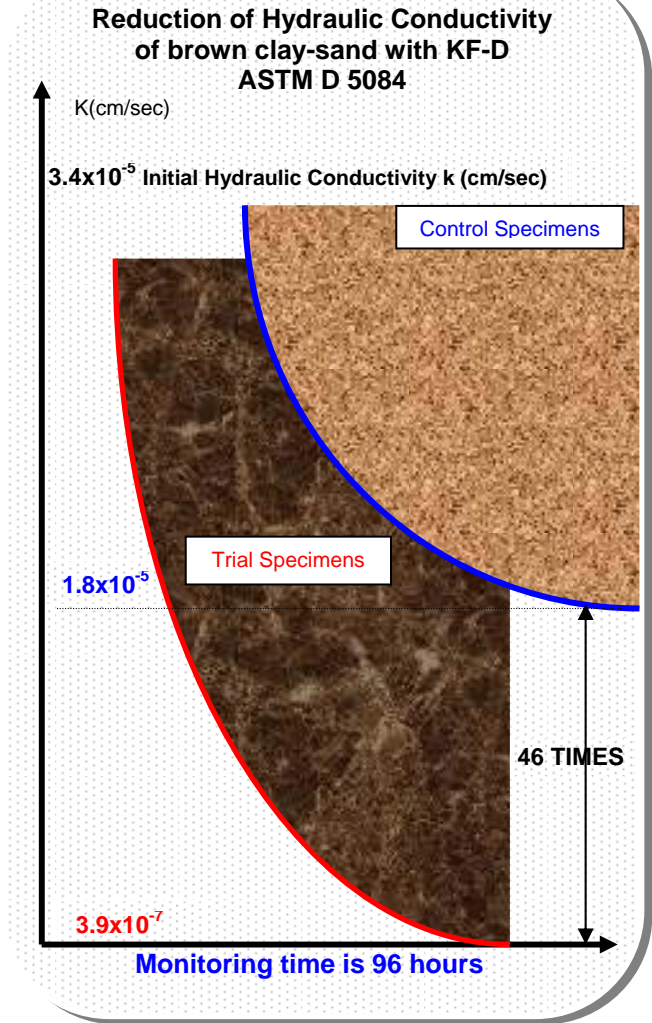 Reduction of Hydraulic Conductivity
of brown clay-sand with KF-D
ASTM D 5084
K(cm/sec)
3.4x10⁻⁵ Initial Hydraulic Conductivity k (cm/sec)
Control Specimens
Trial Specimens
1.8x10⁻⁵
46 TIMES
3.9x10⁻⁷
Monitoring time is 96 hours